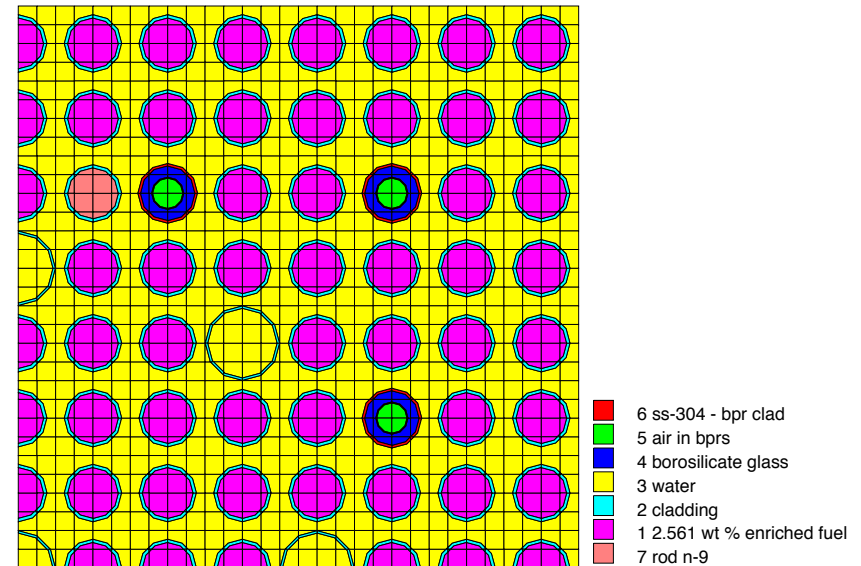 6 ss-304 - bpr clad
5 air in bprs
4 borosilicate glass
3 water
2 cladding
1 2.561 wt % enriched fuel
7 rod n-9